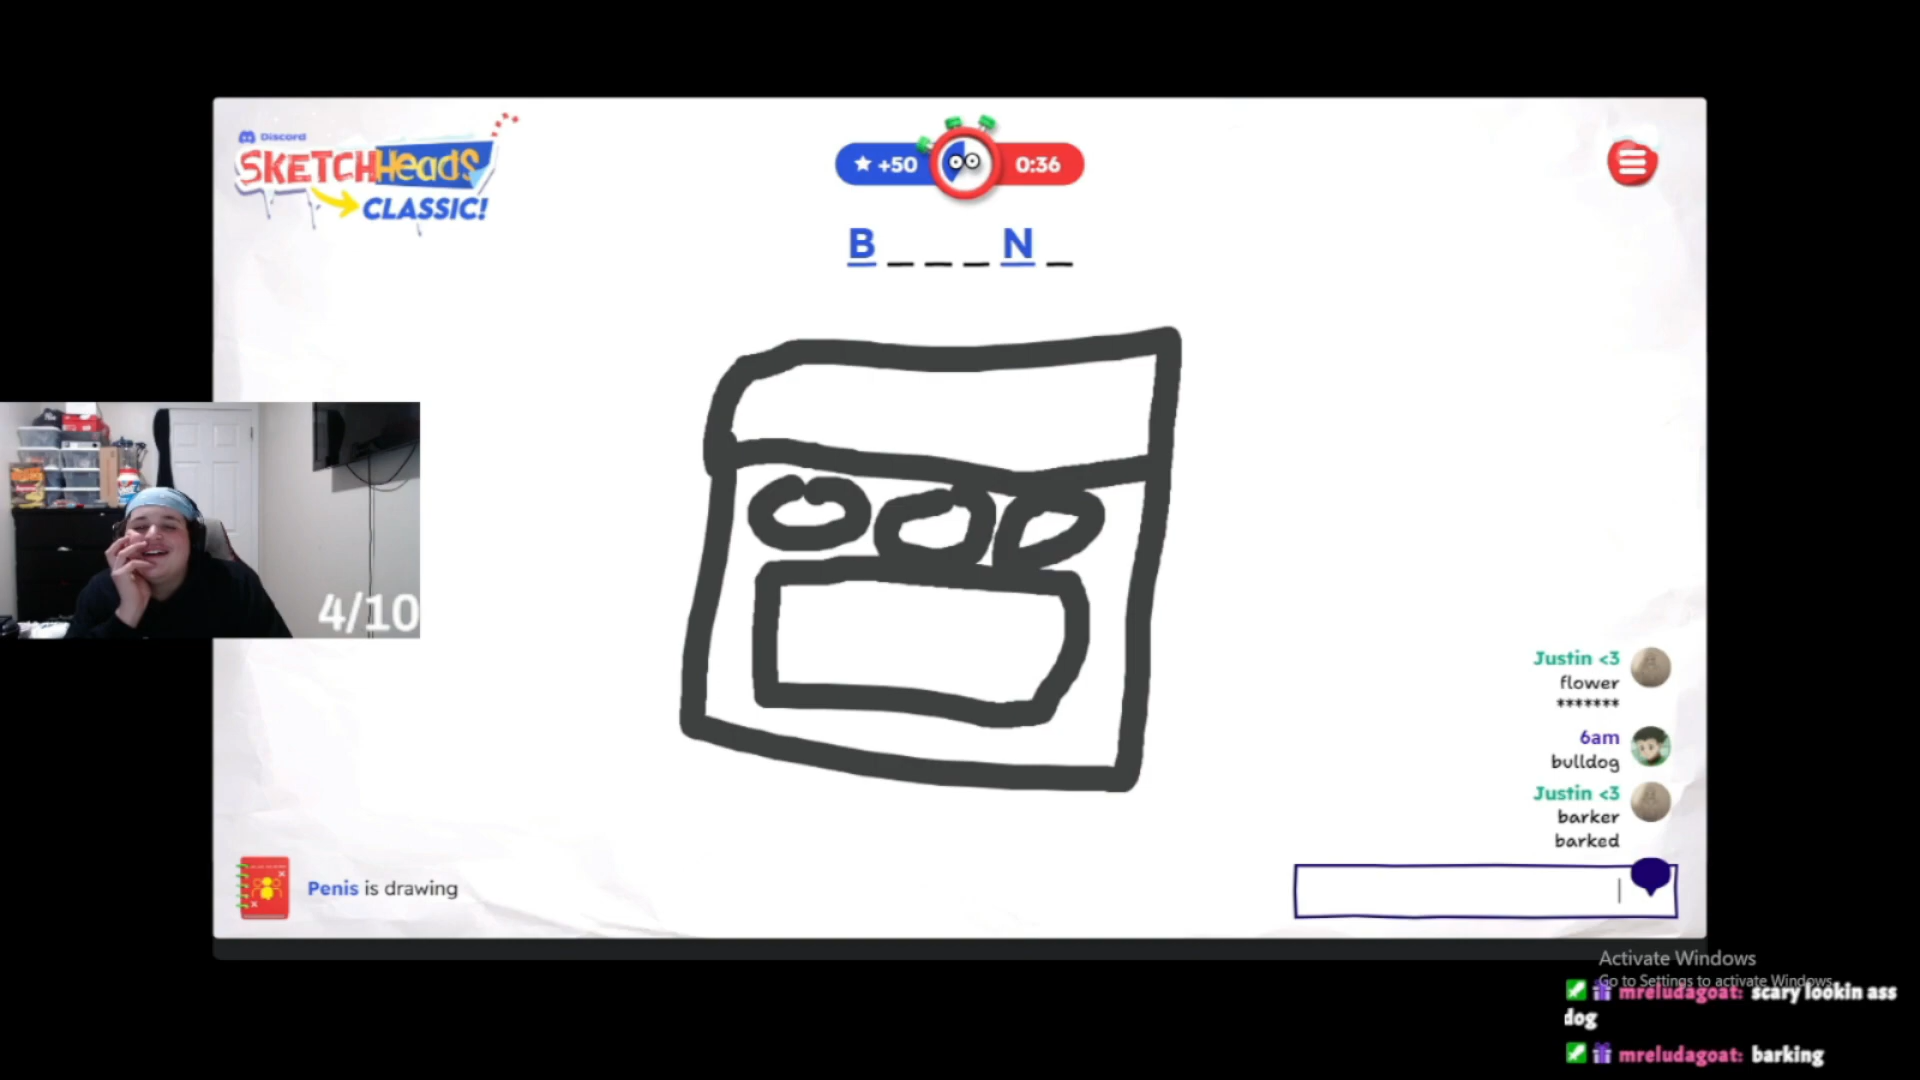 Discord
SKETCHHeadS
CLASSIC!
+50
0:36
B _ _ _ N _
4/10
Justin <3
flower
*******
6am
bulldog
Justin <3
barker
barked
Penis is drawing
Activate Windows
Go to Settings to activate Windows.
mreludagoat: scary lookin ass
dog
mreludagoat: barking